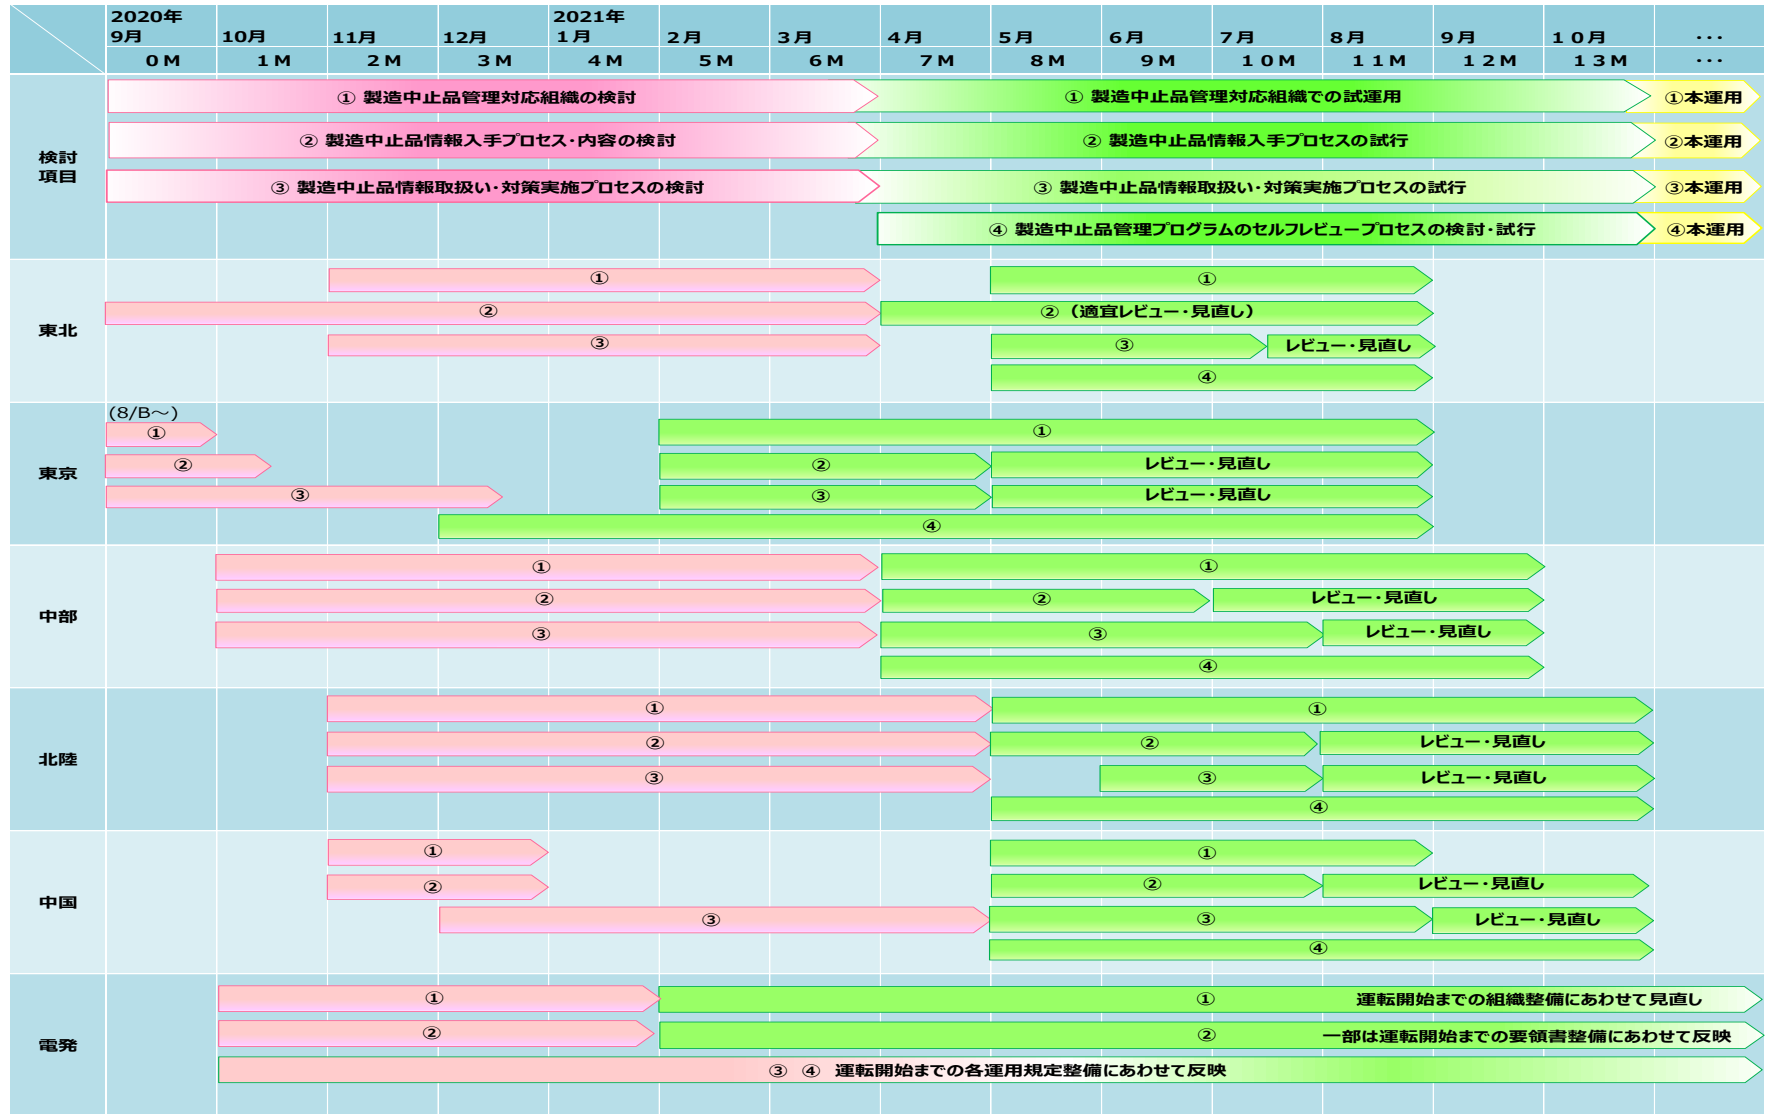 2020年 2021年
9月 10月 11月 12月 1月 2月 3月 4月 5月 6月 7月 8月 9月 10月 ・・・
0M 1M 2M 3M 4M 5M 6M 7M 8M 9M 10M 11M 12M 13M ・・・
検討項目
① 製造中止品管理対応組織の検討 ① 製造中止品管理対応組織での試運用 ①本運用
② 製造中止品情報入手プロセス・内容の検討 ② 製造中止品情報入手プロセスの試行 ②本運用
③ 製造中止品情報取扱い・対策実施プロセスの検討 ③ 製造中止品情報取扱い・対策実施プロセスの試行 ③本運用
④ 製造中止品管理プログラムのセルフレビュープロセスの検討・試行 ④本運用
東北
① ①
② ②（適宜レビュー・見直し）
③ ③ レビュー・見直し
④
東京
(8/B～)
① ①
② ② レビュー・見直し
③ ③ レビュー・見直し
④
中部
① ①
② ② レビュー・見直し
③ ③ レビュー・見直し
④
北陸
① ①
② ② レビュー・見直し
③ ③ レビュー・見直し
④
中国
① ①
② ② レビュー・見直し
③ ③ レビュー・見直し
④
電発
① ① 運転開始までの組織整備にあわせて見直し
② ② 一部は運転開始までの要領書整備にあわせて反映
③ ④ 運転開始までの各運用規定整備にあわせて反映